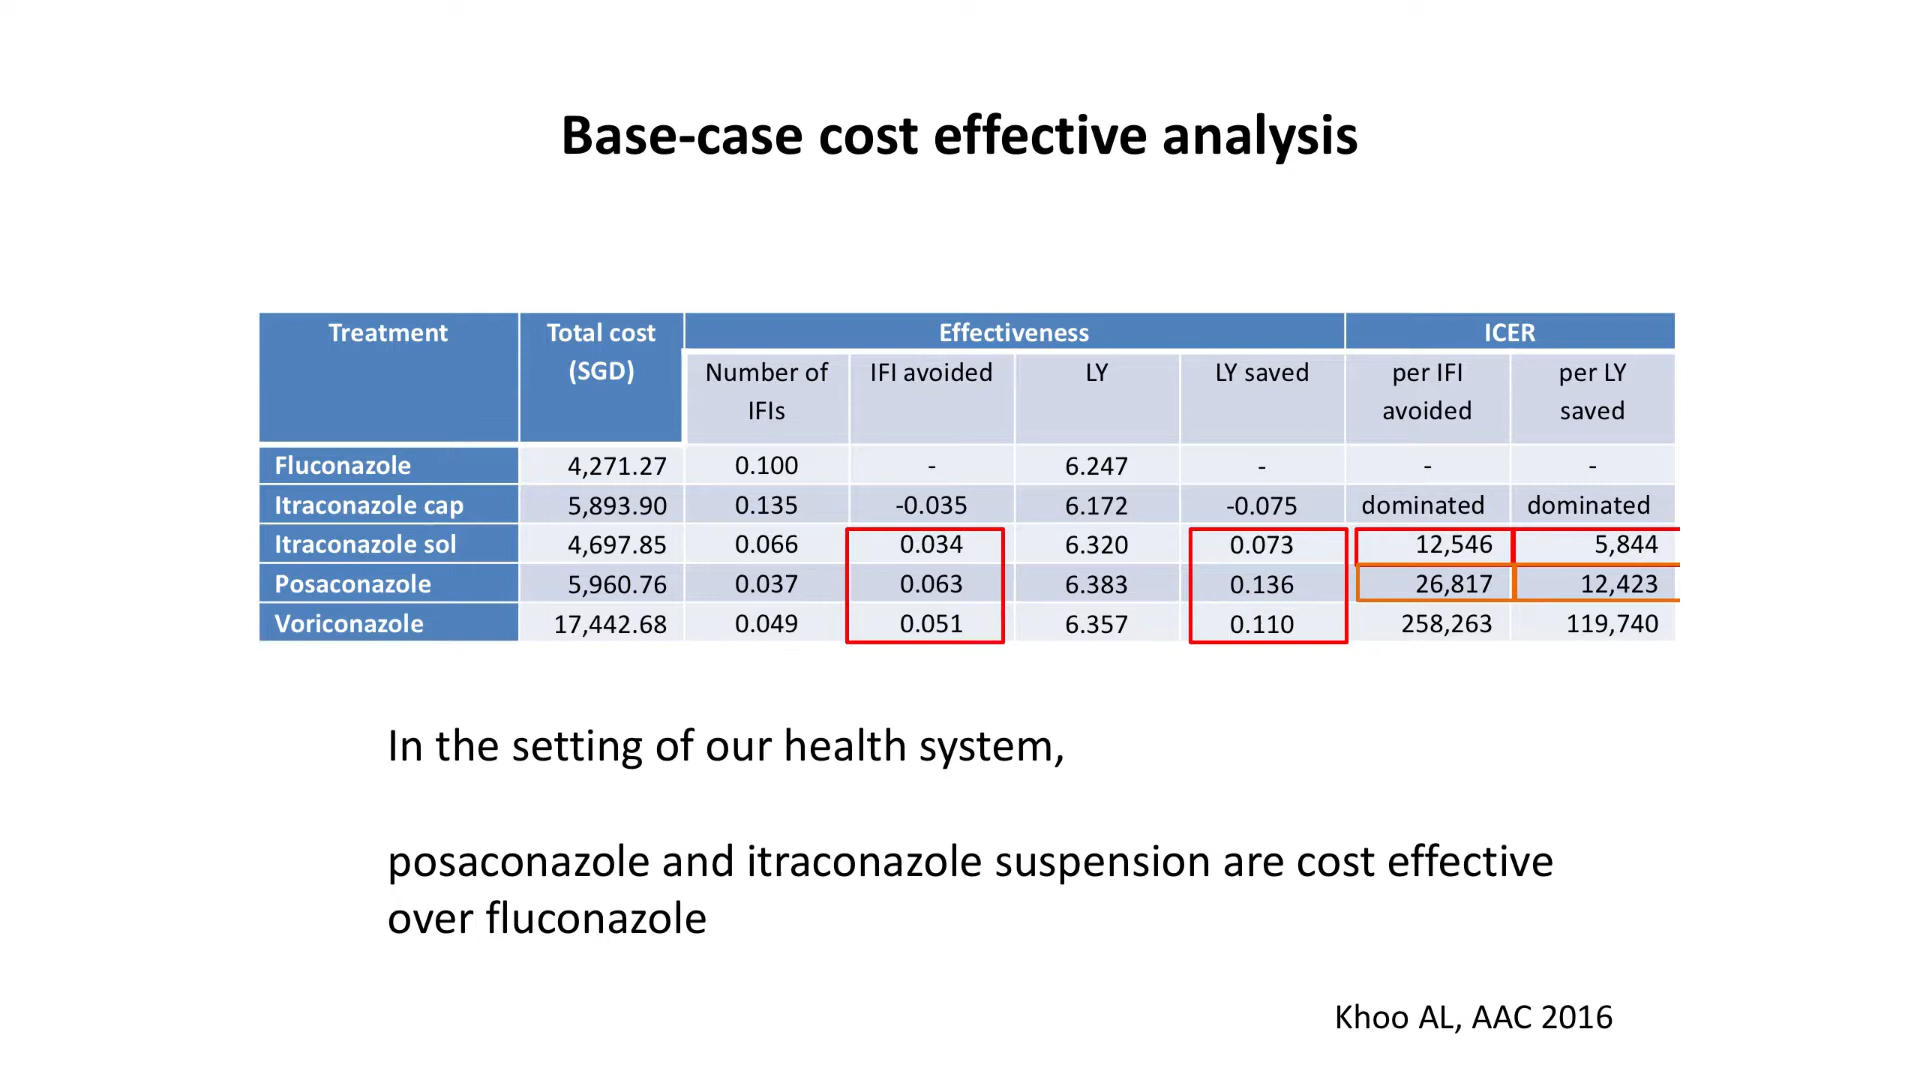 Base-case cost effective analysis
Treatment Total cost (SGD) Effectiveness ICER
Number of IFIs IFI avoided LY LY saved per IFI avoided per LY saved
Fluconazole 4,271.27 0.100 - 6.247 - - -
Itraconazole cap 5,893.90 0.135 -0.035 6.172 -0.075 dominated dominated
Itraconazole sol 4,697.85 0.066 0.034 6.320 0.073 12,546 5,844
Posaconazole 5,960.76 0.037 0.063 6.383 0.136 26,817 12,423
Voriconazole 17,442.68 0.049 0.051 6.357 0.110 258,263 119,740
In the setting of our health system,
posaconazole and itraconazole suspension are cost effective
over fluconazole
Khoo AL, AAC 2016